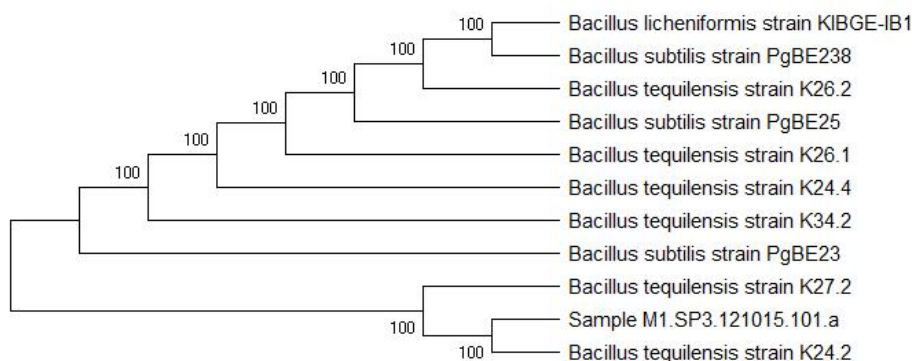 100
Bacillus licheniformis strain KIBGE-IB1
100
Bacillus subtilis strain PgBE238
100
Bacillus tequilensis strain K26.2
100
Bacillus subtilis strain PgBE25
100
Bacillus tequilensis strain K26.1
100
Bacillus tequilensis strain K24.4
Bacillus tequilensis strain K34.2
Bacillus subtilis strain PgBE23
Bacillus tequilensis strain K27.2
100
Sample M1.SP3.121015.101.a
100
Bacillus tequilensis strain K24.2